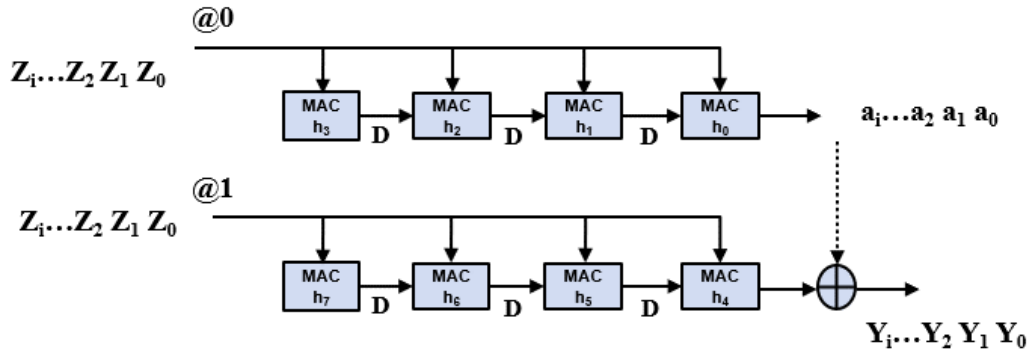 @0
Zᵢ...Z₂ Z₁ Z₀
MAC h₃
D
MAC h₂
D
MAC h₁
D
MAC h₀
aᵢ...a₂ a₁ a₀
@1
Zᵢ...Z₂ Z₁ Z₀
MAC h₇
D
MAC h₆
D
MAC h₅
D
MAC h₄
Yᵢ...Y₂ Y₁ Y₀